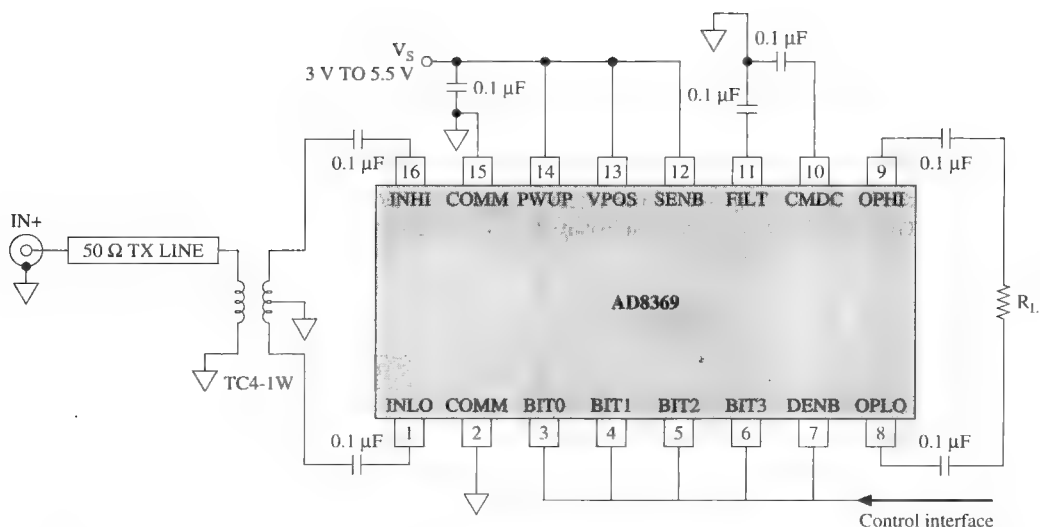 V_S
3 V TO 5.5 V
0.1 μF
0.1 μF
0.1 μF
0.1 μF
0.1 μF
16 15 14 13 12 11 10 9
INHI COMM PWUP VPOS SENB FILT CMDC OPHI
IN+
50 Ω TX LINE
AD8369
R_L
TC4-1W
INLO COMM BIT0 BIT1 BIT2 BIT3 DENB OPLO
1 2 3 4 5 6 7 8
0.1 μF
0.1 μF
Control interface